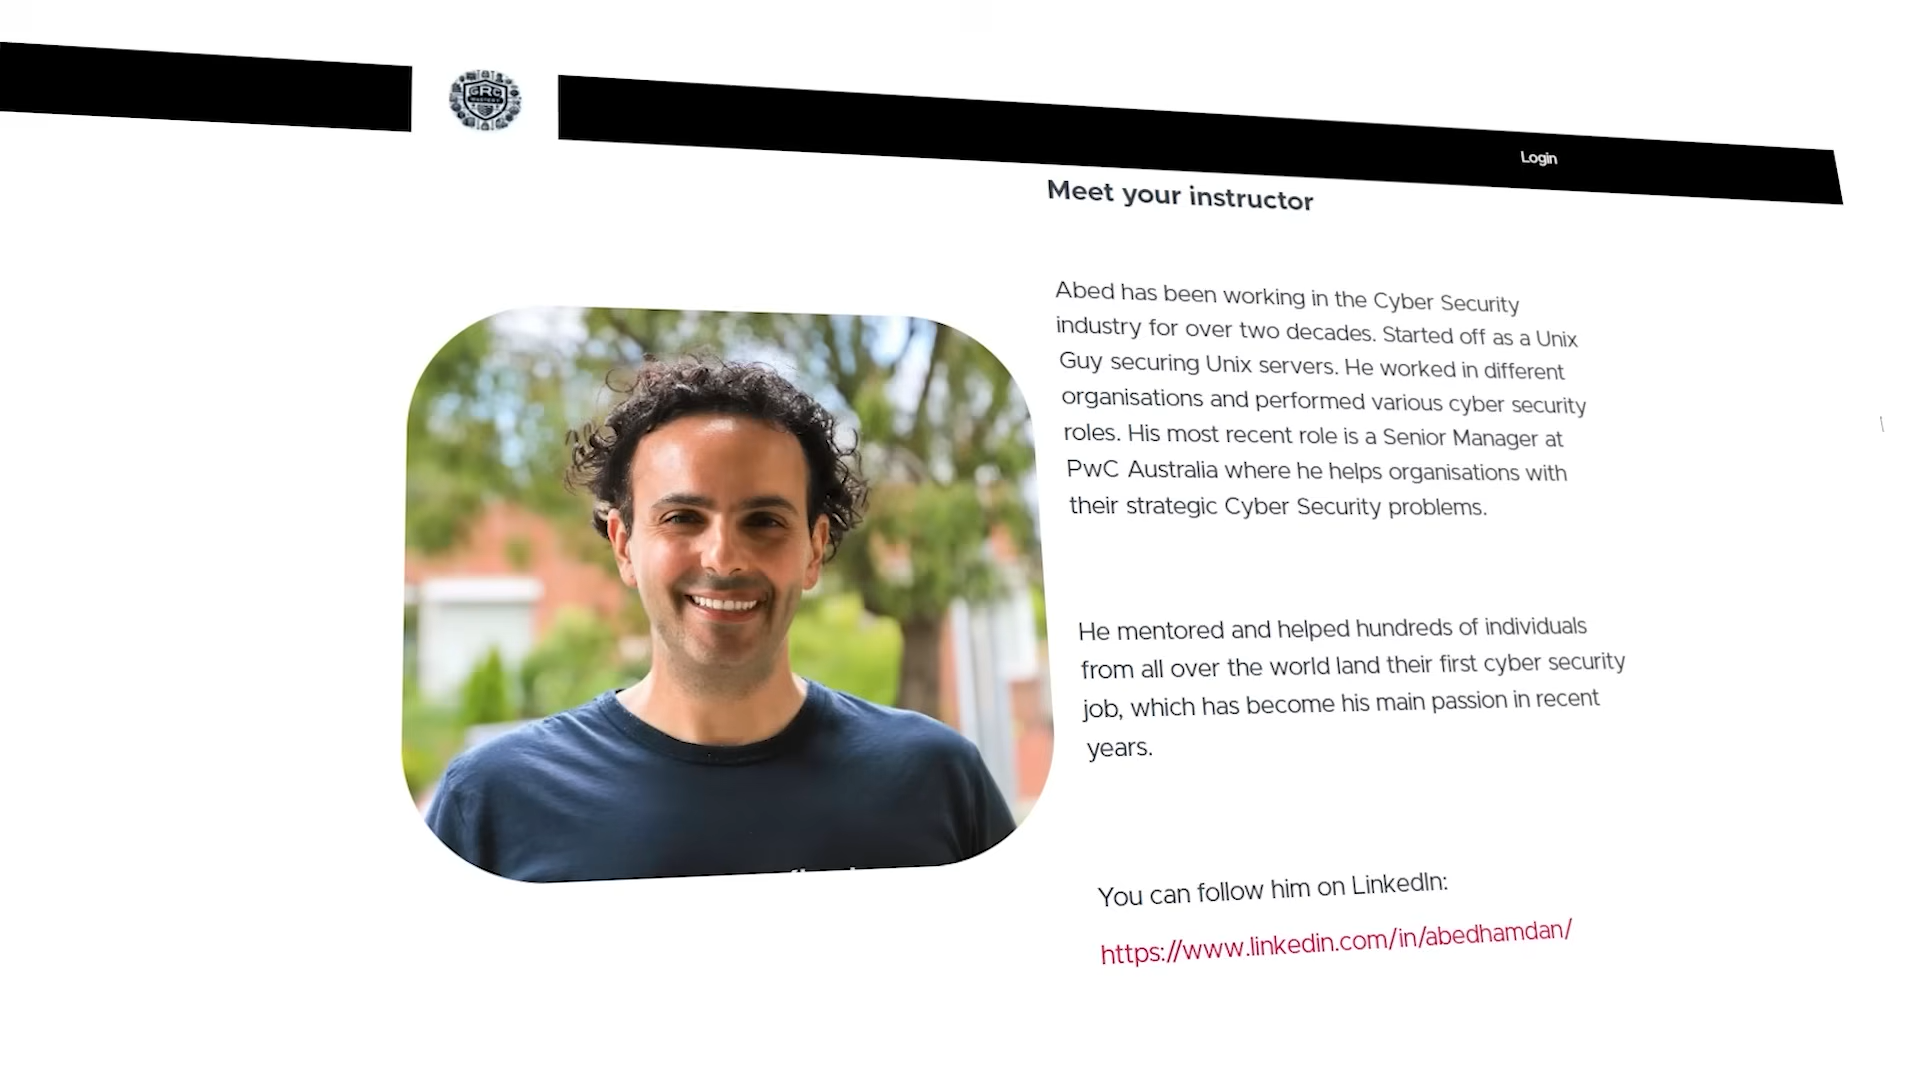 GRC
Login
Meet your instructor
Abed has been working in the Cyber Security
industry for over two decades. Started off as a Unix
Guy securing Unix servers. He worked in different
organisations and performed various cyber security
roles. His most recent role is a Senior Manager at
PwC Australia where he helps organisations with
their strategic Cyber Security problems.
He mentored and helped hundreds of individuals
from all over the world land their first cyber security
job, which has become his main passion in recent
years.
You can follow him on LinkedIn:
https://www.linkedin.com/in/abedhamdan/